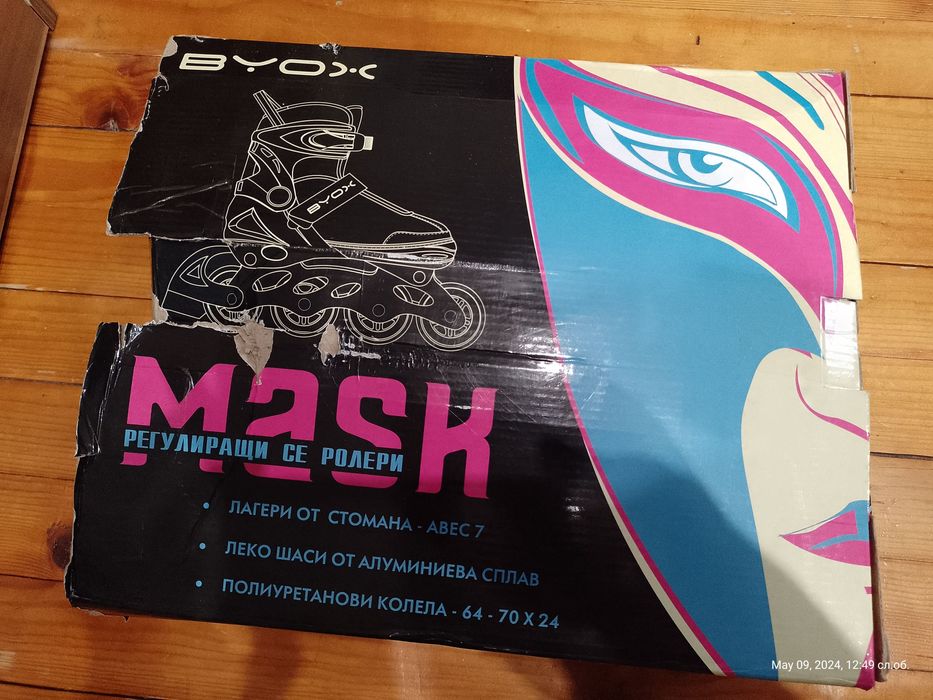 BYOX
BYOX
MASK
РЕГУЛИРАЩИ СЕ РОЛЕРИ
• ЛАГЕРИ ОТ СТОМАНА - ABEC 7
• ЛЕКО ШАСИ ОТ АЛУМИНИЕВА СПЛАВ
• ПОЛИУРЕТАНОВИ КОЛЕЛА - 64 - 70 X 24
May 09, 2024, 12:49 сл.об.